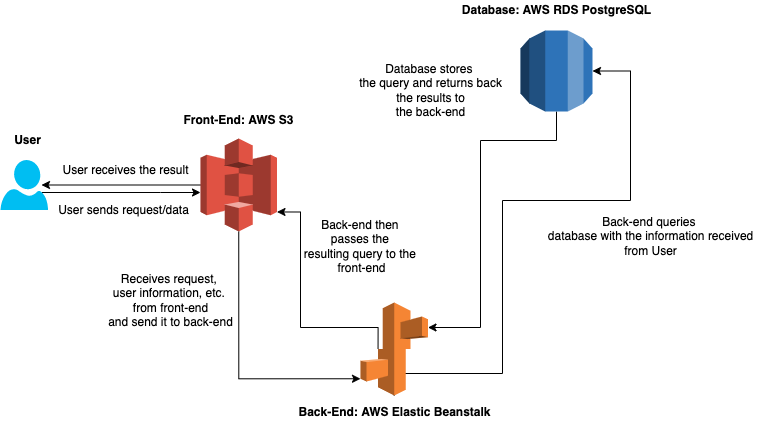 Database: AWS RDS PostgreSQL
Database stores
the query and returns back
the results to
the back-end
Front-End: AWS S3
User
User receives the result
User sends request/data
Back-end then
passes the
resulting query to the
front-end
Back-end queries
database with the information received
from User
Receives request,
user information, etc.
from front-end
and send it to back-end
Back-End: AWS Elastic Beanstalk